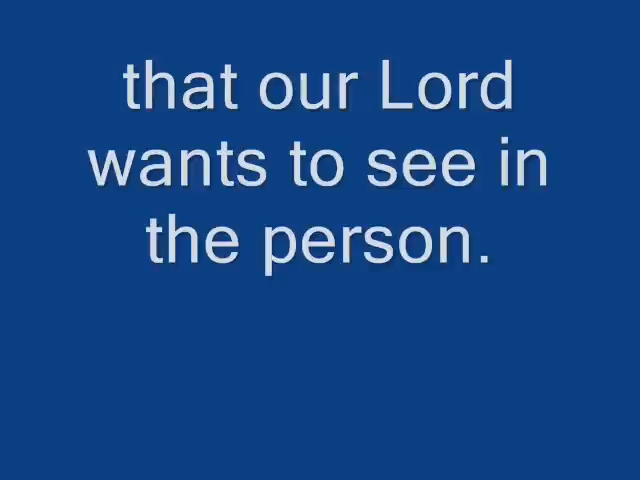 that our Lord
wants to see in
the person.